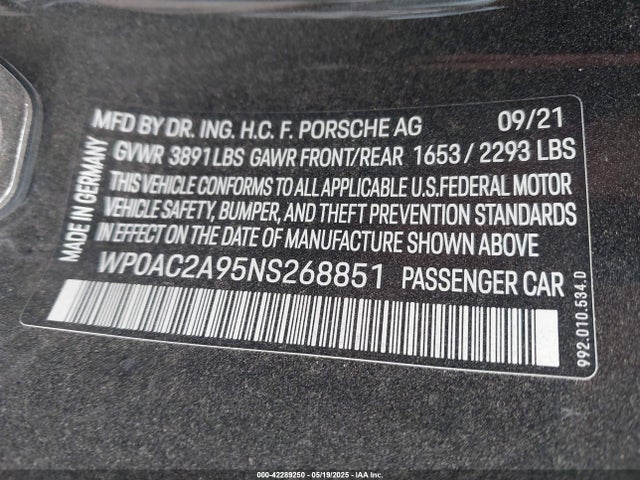 MFD BY DR. ING. H.C. F. PORSCHE AG 09/21
GVWR 3891LBS GAWR FRONT/REAR 1653 / 2293 LBS
THIS VEHICLE CONFORMS TO ALL APPLICABLE U.S.FEDERAL MOTOR
VEHICLE SAFETY, BUMPER, AND THEFT PREVENTION STANDARDS
IN EFFECT ON THE DATE OF MANUFACTURE SHOWN ABOVE
WP0AC2A95NS268851 PASSENGER CAR
MADE IN GERMANY
992.010.534.D
000-42289250 - 05/19/2025 - IAAI